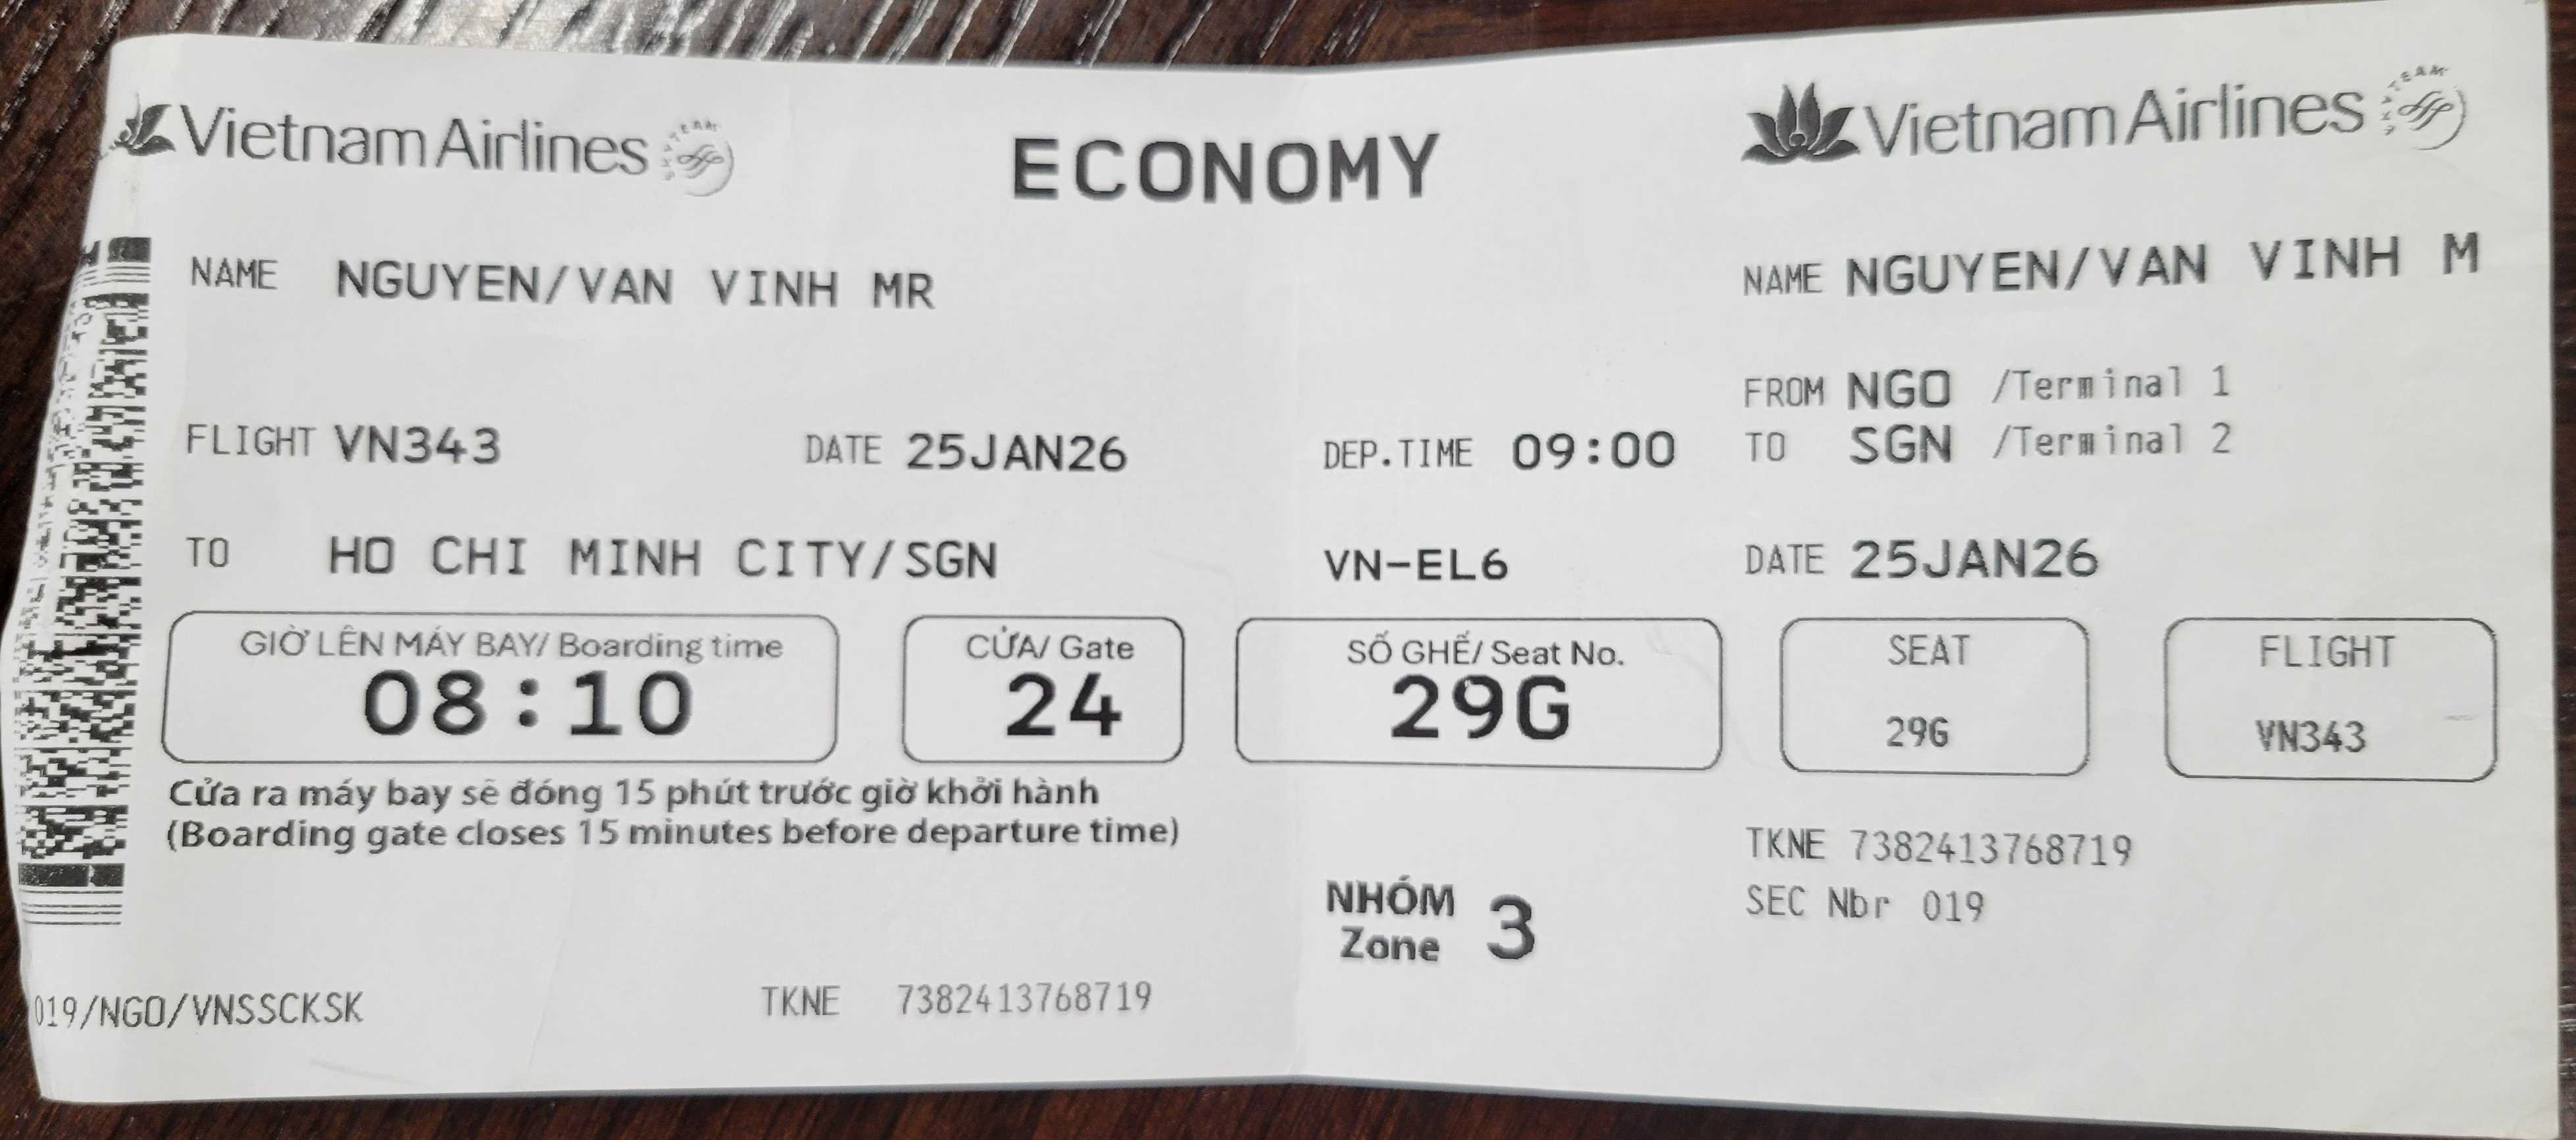 Vietnam Airlines SKYTEAM
ECONOMY
NAME NGUYEN/VAN VINH MR
FLIGHT VN343 DATE 25JAN26 DEP.TIME 09:00
TO HO CHI MINH CITY/SGN VN-EL6
GIỜ LÊN MÁY BAY/ Boarding time
08:10
CỬA/ Gate
24
SỐ GHẾ/ Seat No.
29G
Cửa ra máy bay sẽ đóng 15 phút trước giờ khởi hành
(Boarding gate closes 15 minutes before departure time)
NHÓM
Zone 3
019/NGO/VNSSCKSK TKNE 7382413768719
Vietnam Airlines SKYTEAM
NAME NGUYEN/VAN VINH M
FROM NGO /Terminal 1
TO SGN /Terminal 2
DATE 25JAN26
SEAT
29G
FLIGHT
VN343
TKNE 7382413768719
SEC Nbr 019